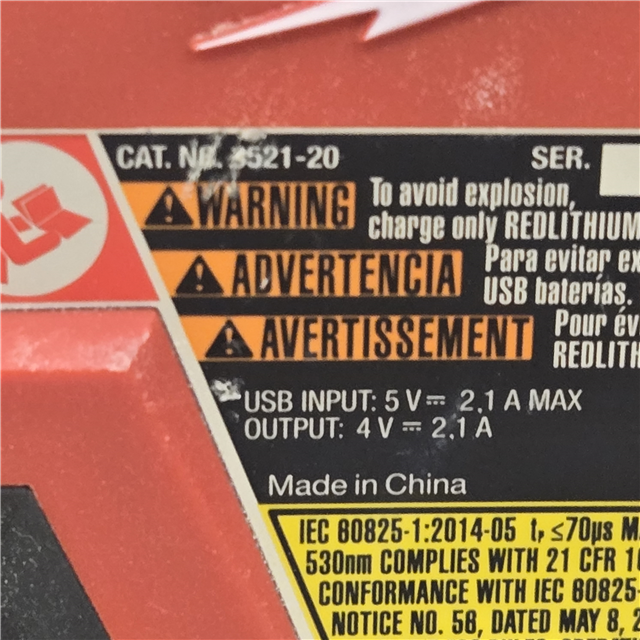 CAT. NO. 3521-20 SER.
WARNING To avoid explosion,
charge only REDLITHIUM
ADVERTENCIA Para evitar ex
USB baterías.
AVERTISSEMENT Pour év
REDLITH
USB INPUT: 5 V⎓ 2,1 A MAX
OUTPUT: 4 V⎓ 2,1 A
Made in China
IEC 60825-1:2014-05 tₚ ≤70µs M
530nm COMPLIES WITH 21 CFR 10
CONFORMANCE WITH IEC 60825-
NOTICE NO. 56, DATED MAY 8, 2